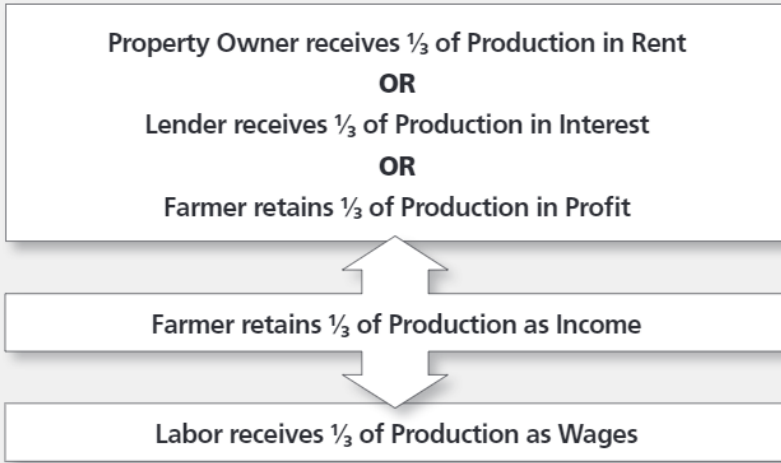 Property Owner receives ⅓ of Production in Rent
OR
Lender receives ⅓ of Production in Interest
OR
Farmer retains ⅓ of Production in Profit
Farmer retains ⅓ of Production as Income
Labor receives ⅓ of Production as Wages